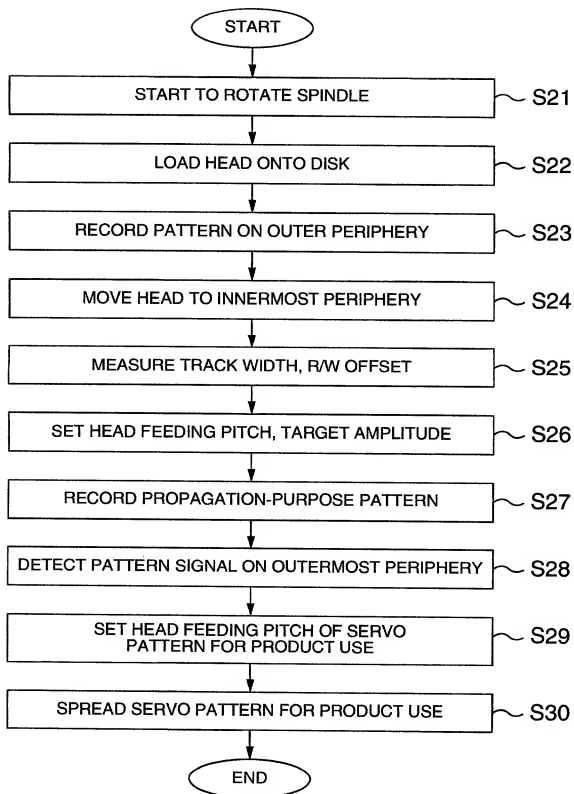 START
START TO ROTATE SPINDLE
S21
LOAD HEAD ONTO DISK
S22
RECORD PATTERN ON OUTER PERIPHERY
S23
MOVE HEAD TO INNERMOST PERIPHERY
S24
MEASURE TRACK WIDTH, R/W OFFSET
S25
SET HEAD FEEDING PITCH, TARGET AMPLITUDE
S26
RECORD PROPAGATION-PURPOSE PATTERN
S27
DETECT PATTERN SIGNAL ON OUTERMOST PERIPHERY
S28
SET HEAD FEEDING PITCH OF SERVO
PATTERN FOR PRODUCT USE
S29
SPREAD SERVO PATTERN FOR PRODUCT USE
S30
END